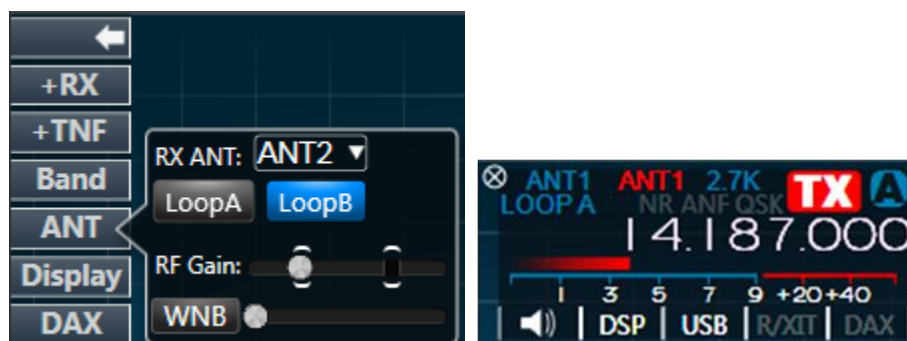 +RX
+TNF
Band
ANT
Display
DAX
RX ANT: ANT2
LoopA LoopB
RF Gain:
WNB
ANT1 ANT1 2.7K TX A
LOOP A NR ANF QSK
14.187.000
1 3 5 7 9 +20 +40
DSP USB R/XIT DAX